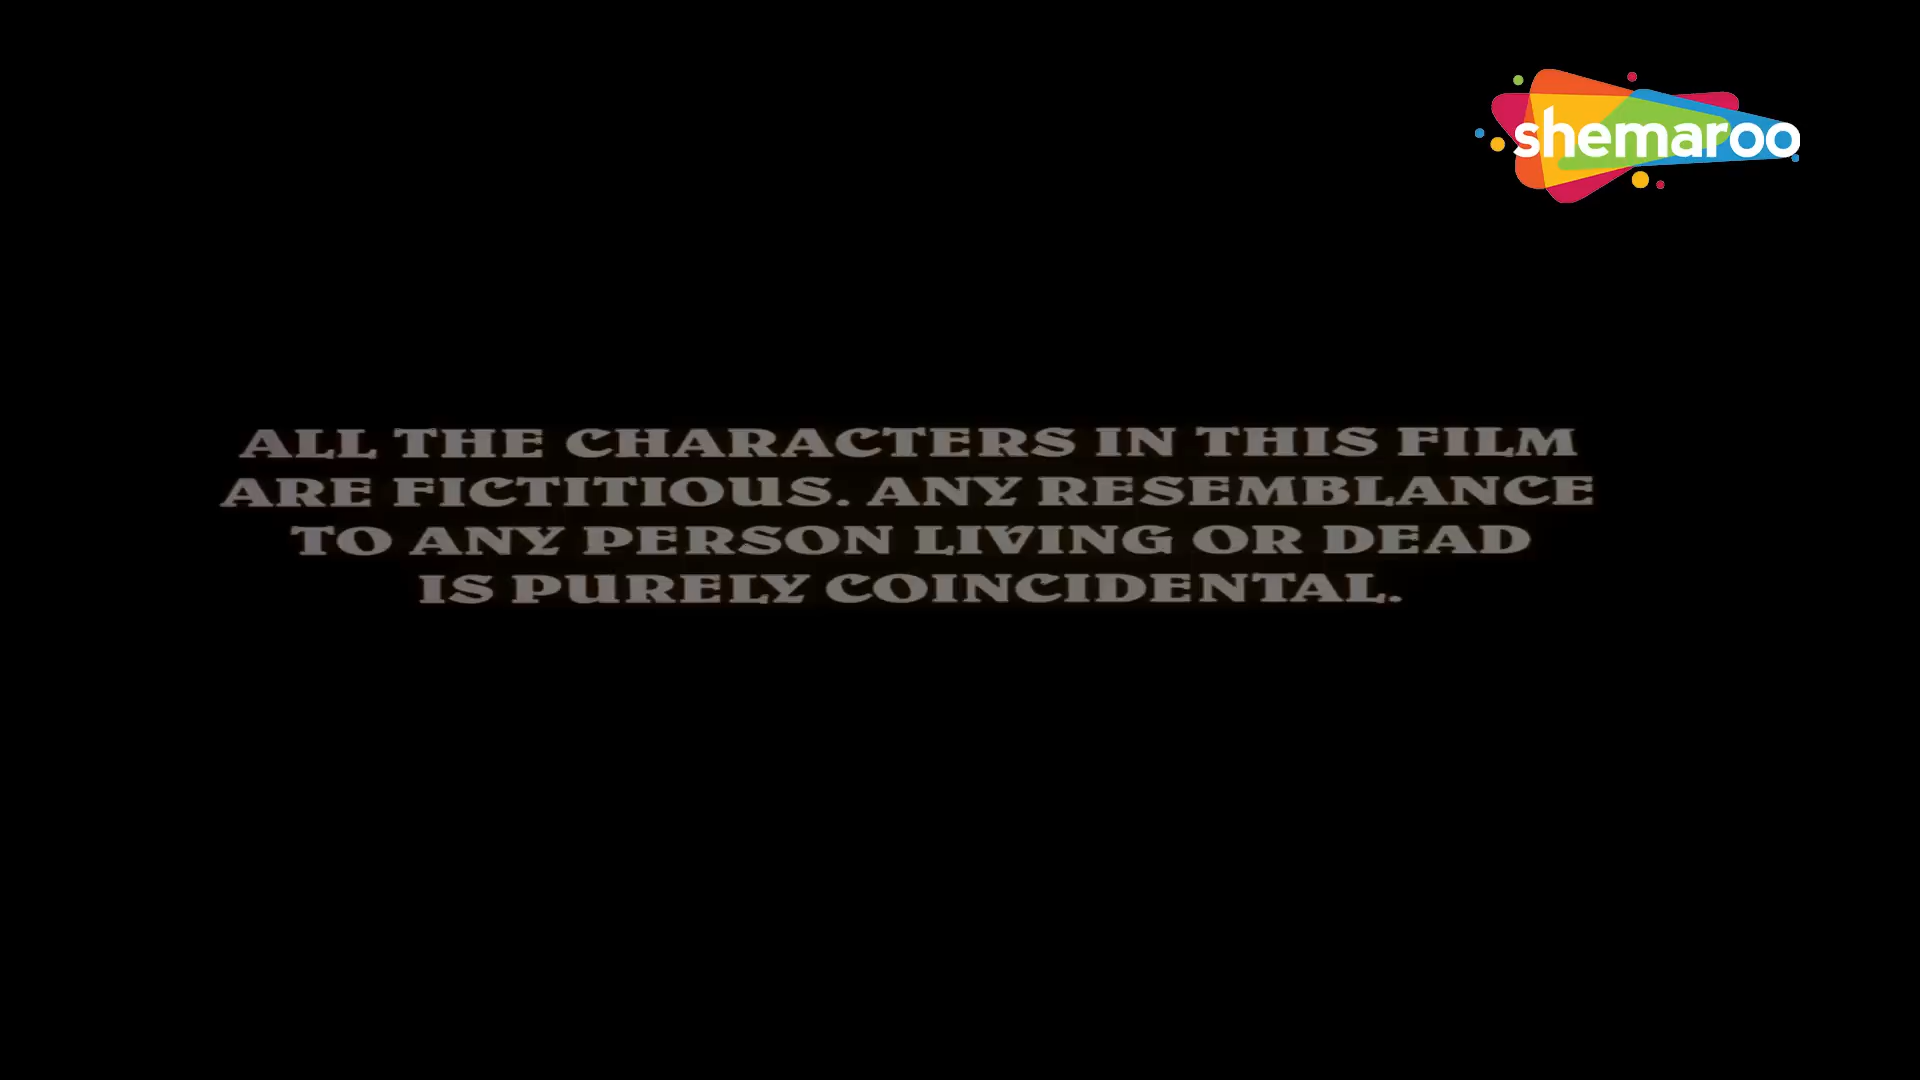 shemaroo
ALL THE CHARACTERS IN THIS FILM
ARE FICTITIOUS. ANY RESEMBLANCE
TO ANY PERSON LIVING OR DEAD
IS PURELY COINCIDENTAL.